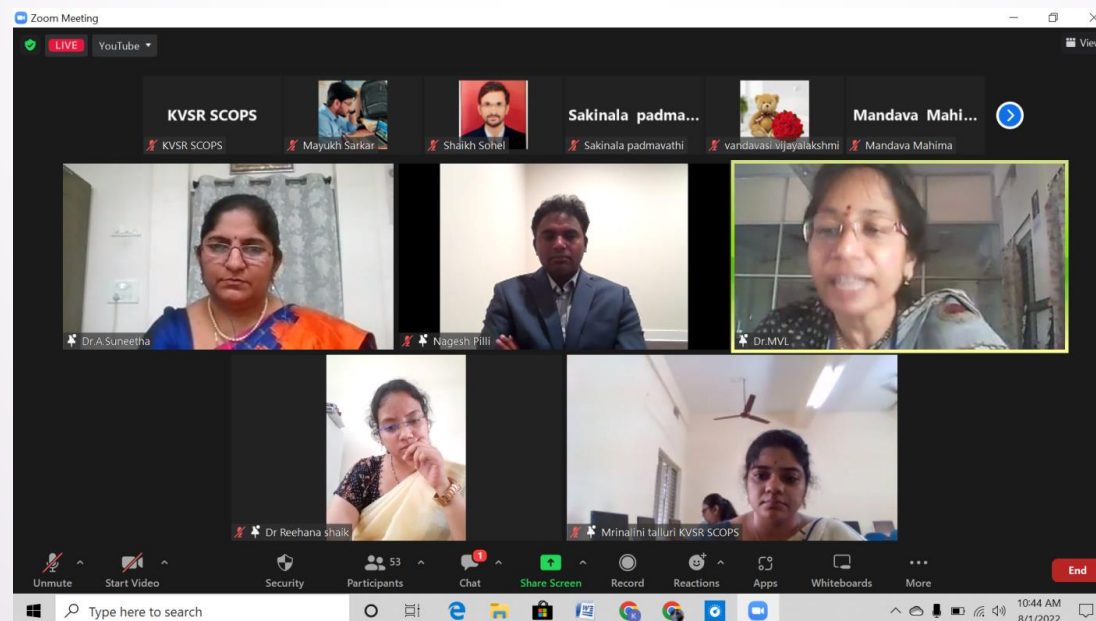 Zoom Meeting
LIVE YouTube View
KVSR SCOPS Sakinala padma... Mandava Mahi...
KVSR SCOPS Mayukh Sarkar Shaikh Sohel Sakinala padmavathi vandavasi vijayalakshmi Mandava Mahima
Dr.A.Suneetha Nagesh Pilli Dr.MVL
Dr Reehana shaik Mrinalini talluri KVSR SCOPS
53 1
Unmute Start Video Security Participants Chat Share Screen Record Reactions Apps Whiteboards More End
Type here to search 10:44 AM
8/1/2022